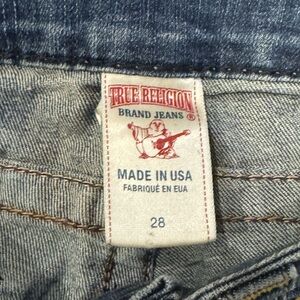 TRUE RELIGION
BRAND JEANS ®
MADE IN USA
FABRIQUÉ EN EUA
28